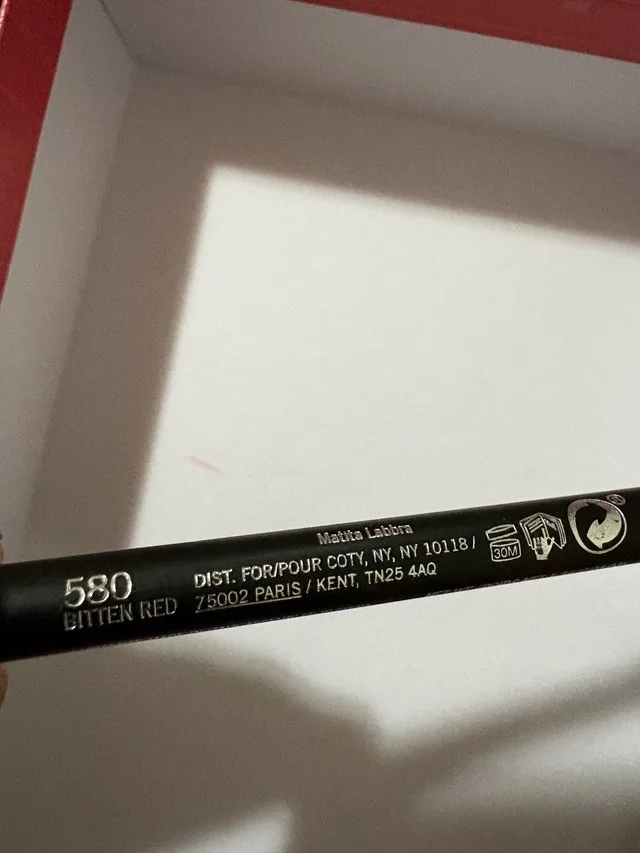 Matita Labbra
580
BITTEN RED
DIST. FOR/POUR COTY, NY, NY 10118 /
75002 PARIS / KENT, TN25 4AQ
30M